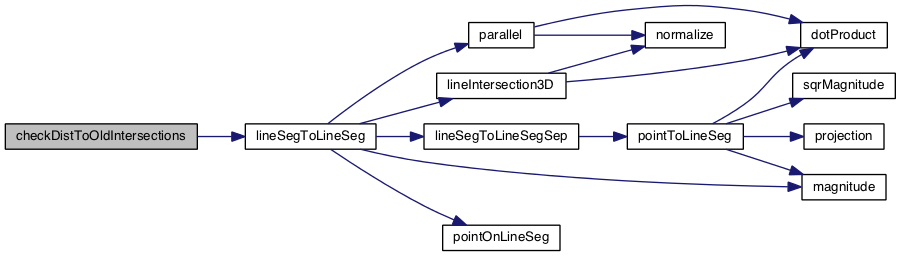 checkDistToOldIntersections
lineSegToLineSeg
parallel
lineIntersection3D
lineSegToLineSegSep
pointOnLineSeg
normalize
pointToLineSeg
dotProduct
sqrMagnitude
projection
magnitude